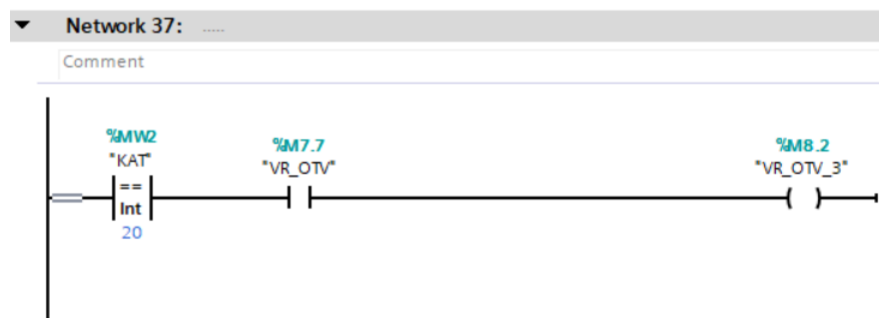 Network 37: .....
Comment
%MW2
"KAT"
==
Int
20
%M7.7
"VR_OTV"
%M8.2
"VR_OTV_3"